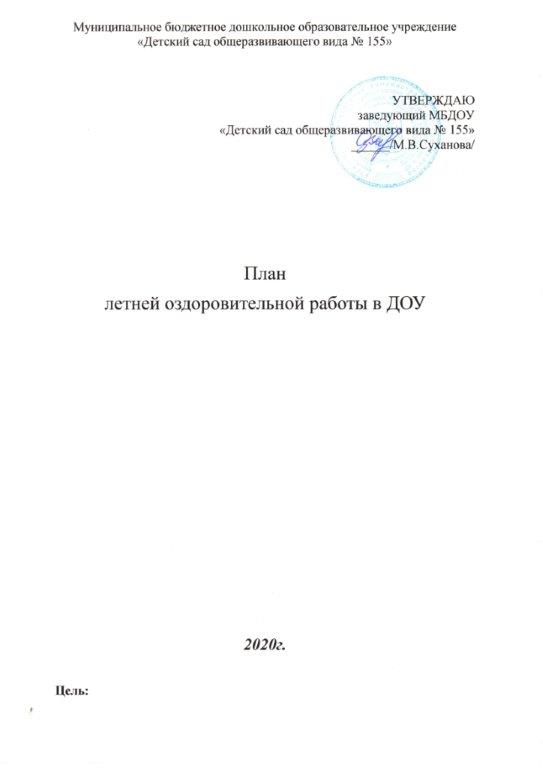 Муниципальное бюджетное дошкольное образовательное учреждение
«Детский сад общеразвивающего вида № 155»
УТВЕРЖДАЮ
заведующий МБДОУ
«Детский сад общеразвивающего вида № 155»
/М.В.Суханова/
План
летней оздоровительной работы в ДОУ
2020г.
Цель: